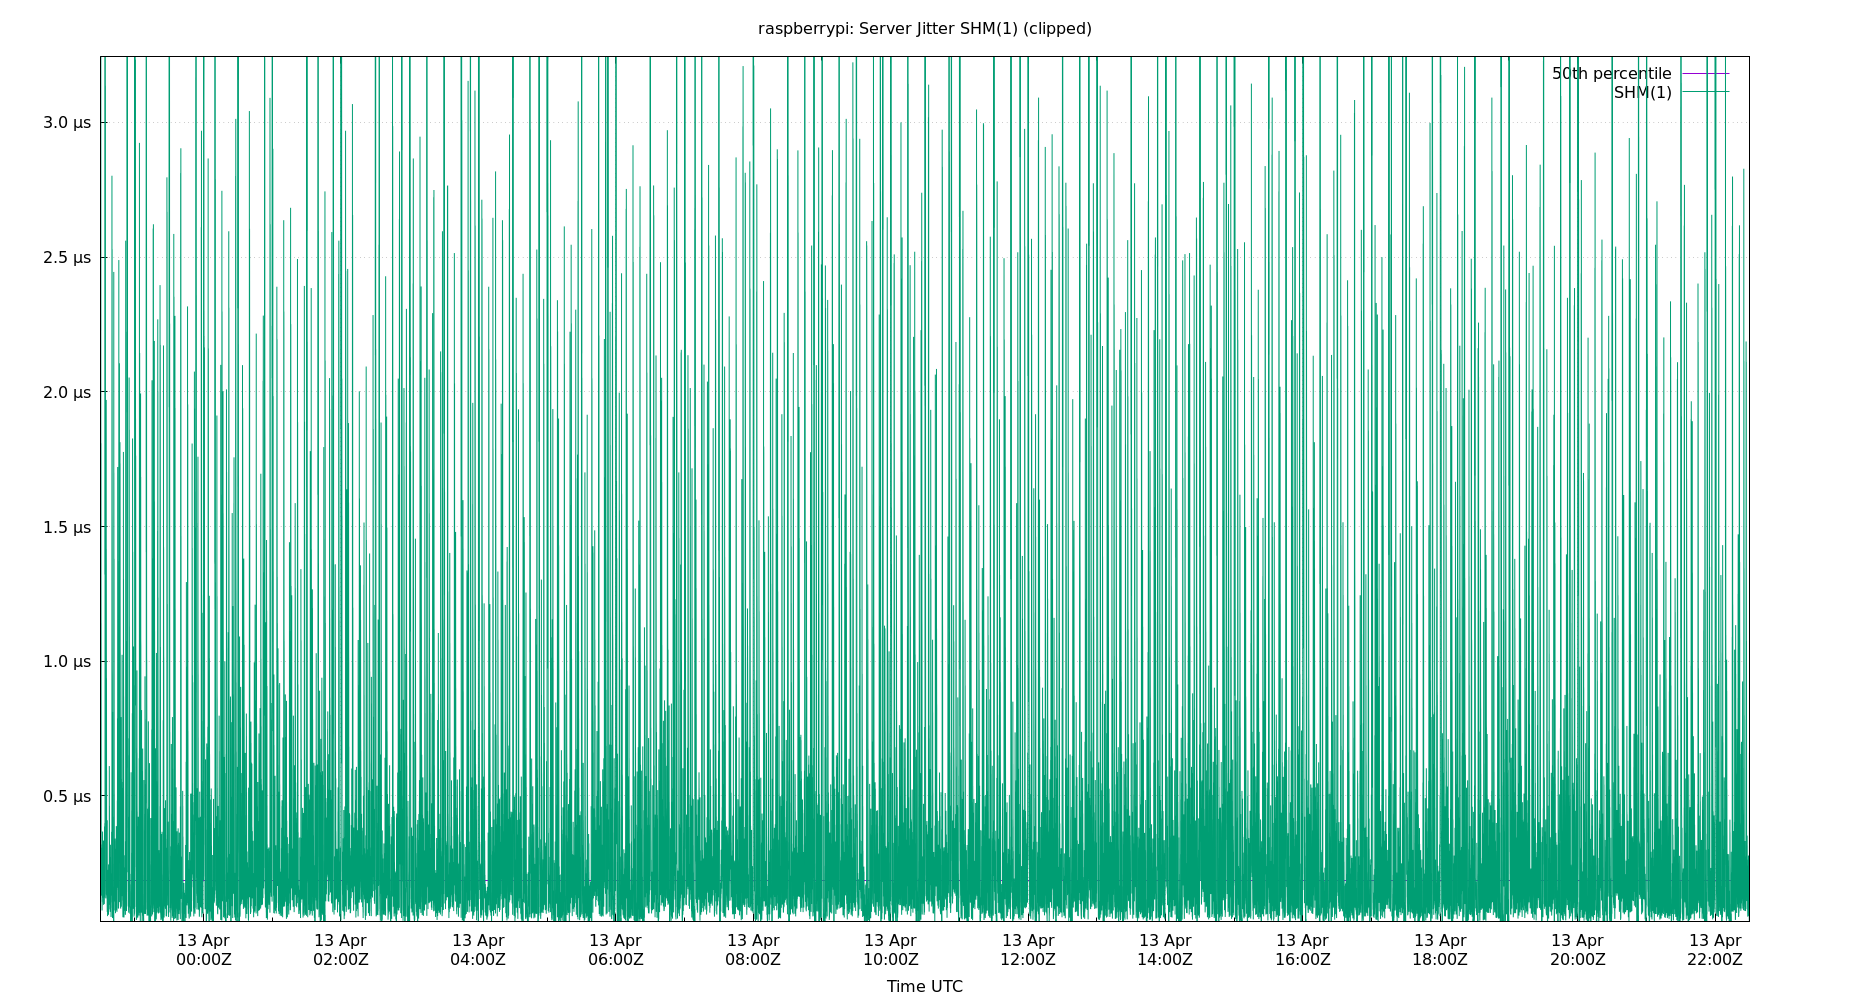 raspberrypi: Server Jitter SHM(1) (clipped)
50th percentile
SHM(1)
3.0 µs
2.5 µs
2.0 µs
1.5 µs
1.0 µs
0.5 µs
13 Apr 13 Apr 13 Apr 13 Apr 13 Apr 13 Apr 13 Apr 13 Apr 13 Apr 13 Apr 13 Apr 13 Apr
00:00Z 02:00Z 04:00Z 06:00Z 08:00Z 10:00Z 12:00Z 14:00Z 16:00Z 18:00Z 20:00Z 22:00Z
Time UTC